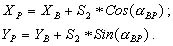 X_P = X_B + S_2 * Cos(α_BP) ;
Y_P = Y_B + S_2 * Sin(α_BP) .